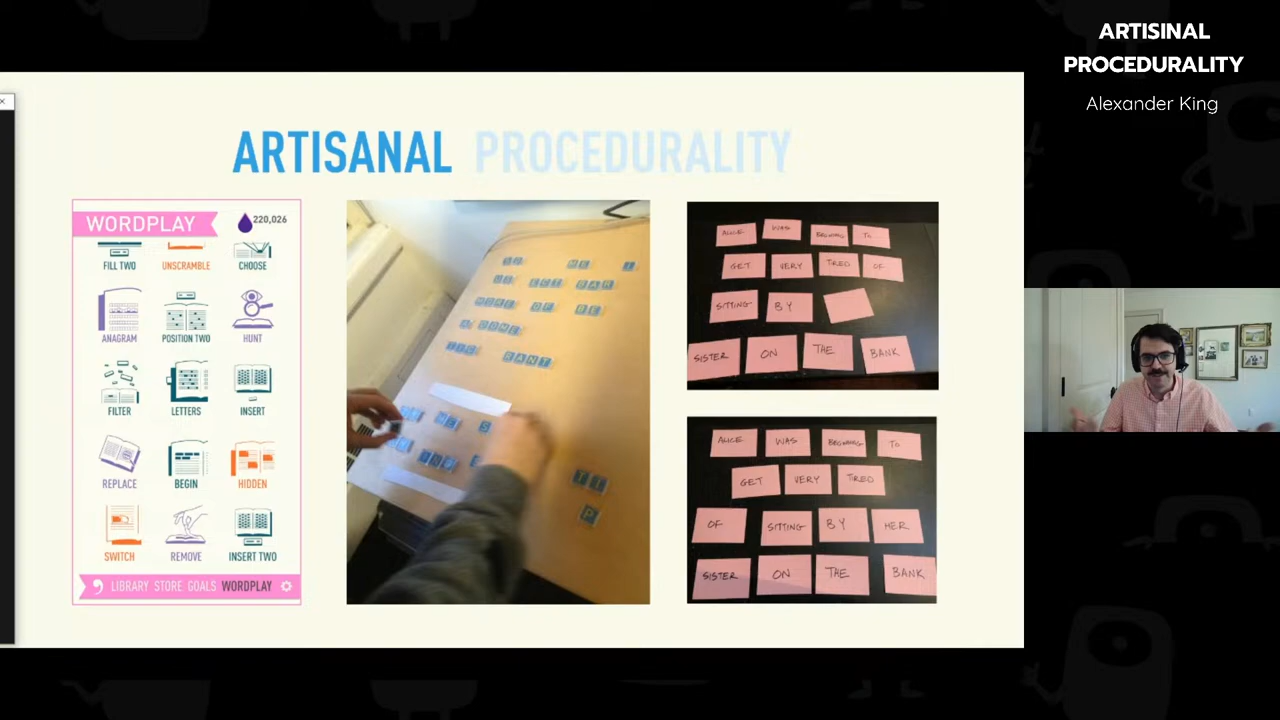 ARTISINAL
PROCEDURALITY
Alexander King
ARTISANAL PROCEDURALITY
WORDPLAY
220,026
FILL TWO UNSCRAMBLE CHOOSE
ANAGRAM POSITION TWO HUNT
FILTER LETTERS INSERT
REPLACE BEGIN HIDDEN
SWITCH REMOVE INSERT TWO
LIBRARY STORE GOALS WORDPLAY
ALICE WAS BEGINNING TO
GET VERY TIRED OF
SITTING BY
SISTER ON THE BANK
ALICE WAS BEGINNING TO
GET VERY TIRED
OF SITTING BY HER
SISTER ON THE BANK